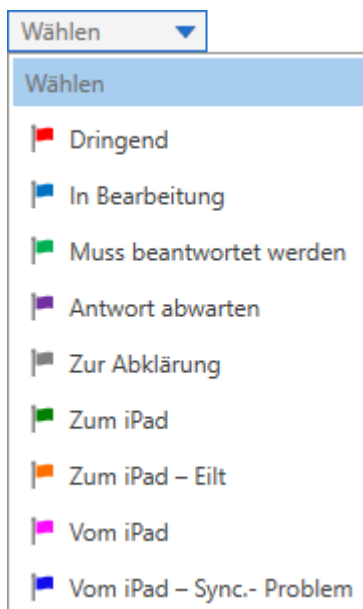 Wählen
Wählen
Dringend
In Bearbeitung
Muss beantwortet werden
Antwort abwarten
Zur Abklärung
Zum iPad
Zum iPad – Eilt
Vom iPad
Vom iPad – Sync.- Problem